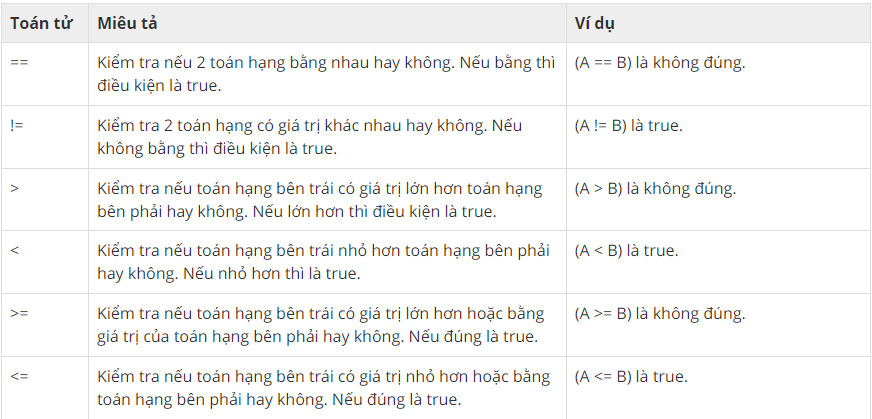 Toán tử Miêu tả Ví dụ
== Kiểm tra nếu 2 toán hạng bằng nhau hay không. Nếu bằng thì (A == B) là không đúng.
điều kiện là true.
!= Kiểm tra 2 toán hạng có giá trị khác nhau hay không. Nếu (A != B) là true.
không bằng thì điều kiện là true.
> Kiểm tra nếu toán hạng bên trái có giá trị lớn hơn toán hạng (A > B) là không đúng.
bên phải hay không. Nếu lớn hơn thì điều kiện là true.
< Kiểm tra nếu toán hạng bên trái nhỏ hơn toán hạng bên phải (A < B) là true.
hay không. Nếu nhỏ hơn thì là true.
>= Kiểm tra nếu toán hạng bên trái có giá trị lớn hơn hoặc bằng (A >= B) là không đúng.
giá trị của toán hạng bên phải hay không. Nếu đúng là true.
<= Kiểm tra nếu toán hạng bên trái có giá trị nhỏ hơn hoặc bằng (A <= B) là true.
toán hạng bên phải hay không. Nếu đúng là true.